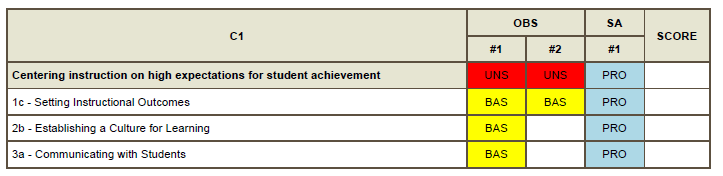 C1 OBS SA SCORE
#1 #2 #1
Centering instruction on high expectations for student achievement UNS UNS PRO
1c - Setting Instructional Outcomes BAS BAS PRO
2b - Establishing a Culture for Learning BAS PRO
3a - Communicating with Students BAS PRO